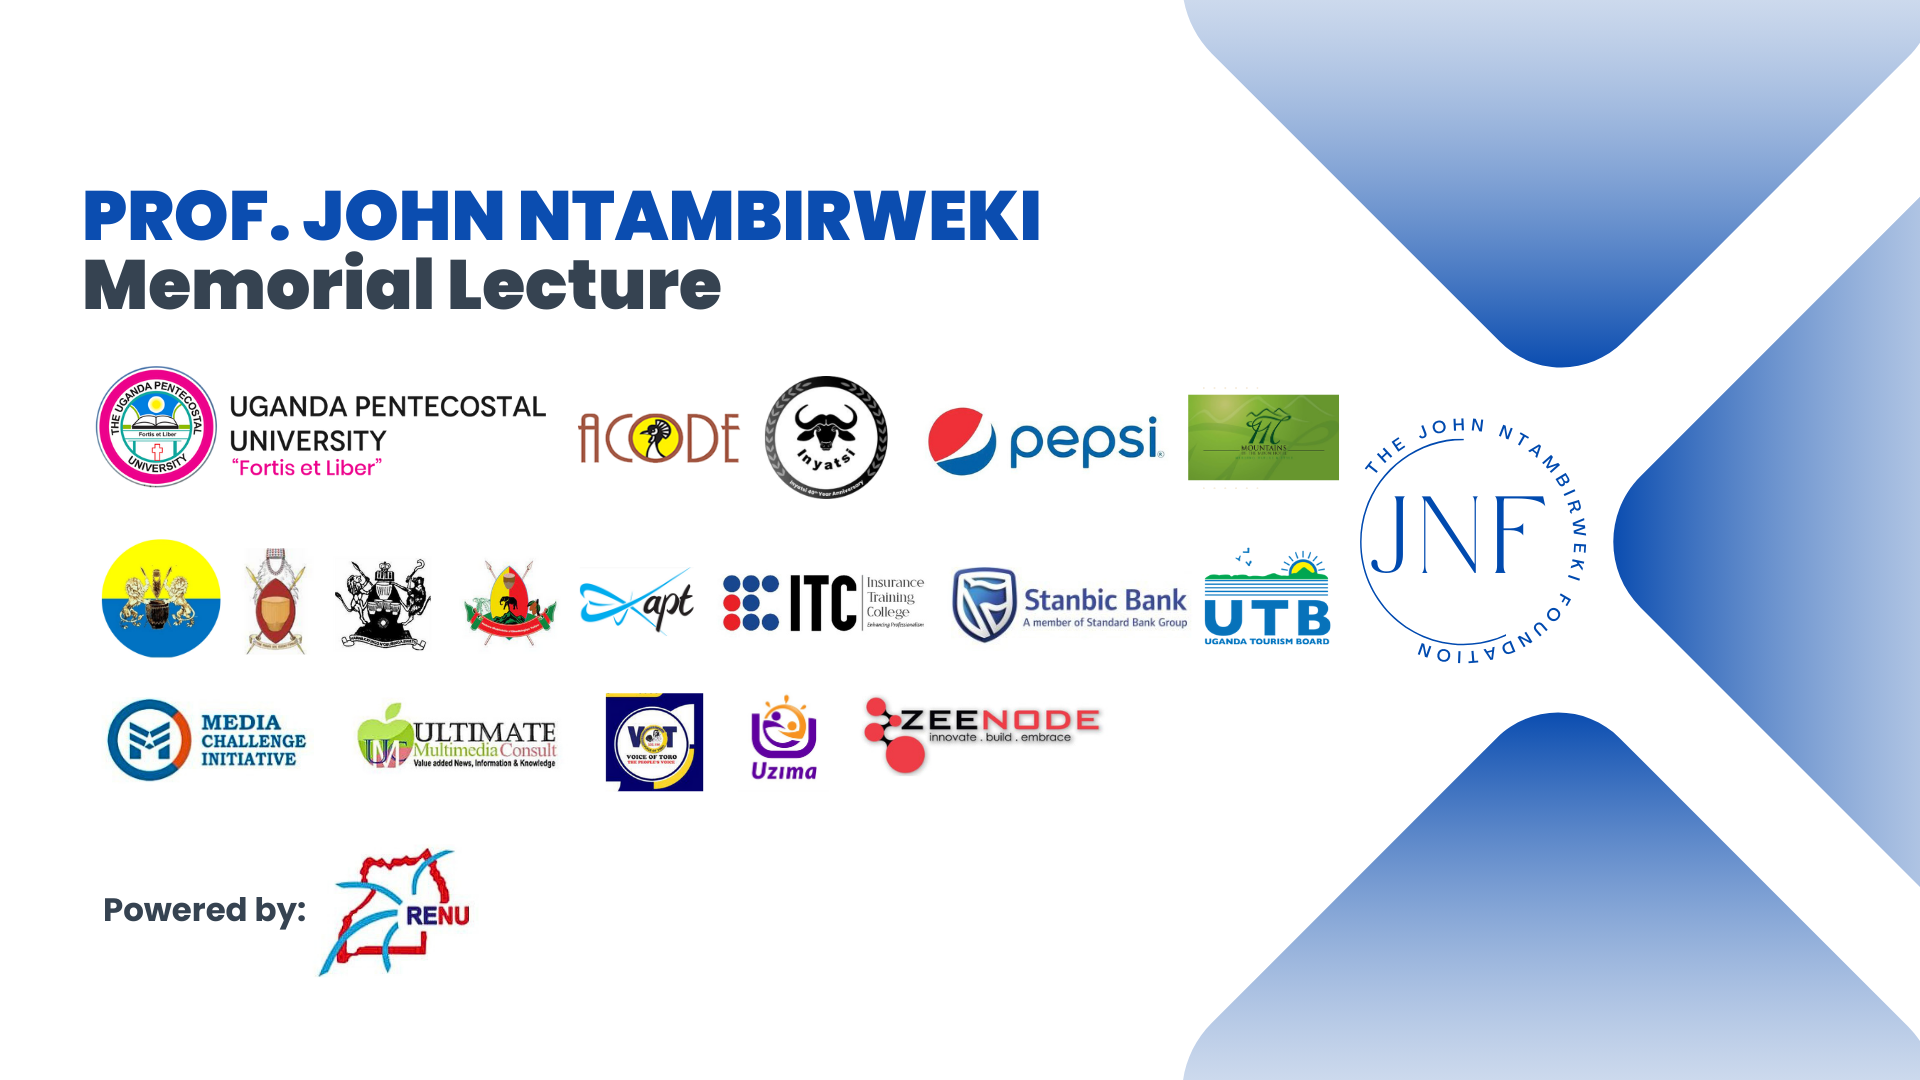 PROF. JOHN NTAMBIRWEKI
Memorial Lecture
THE UGANDA PENTECOSTAL
Fortis et Liber
UNIVERSITY
UGANDA PENTECOSTAL
UNIVERSITY
“Fortis et Liber”
ACODE
Inyatsi
Inyatsi 40th Year Anniversary
pepsi
MOUNTAINS
THE JOHN NTAMBIRWEKI FOUNDATION
JNF
apt
ITC
Insurance
Training
College
Enhancing Professionalism
Stanbic Bank
A member of Standard Bank Group
UTB
UGANDA TOURISM BOARD
MEDIA
CHALLENGE
INITIATIVE
ULTIMATE
Multimedia Consult
Value added News, Information & Knowledge
VOT
VOICE OF TORO
THE PEOPLE'S VOICE
Uzima
ZEENODE
innovate . build . embrace
Powered by:
RENU